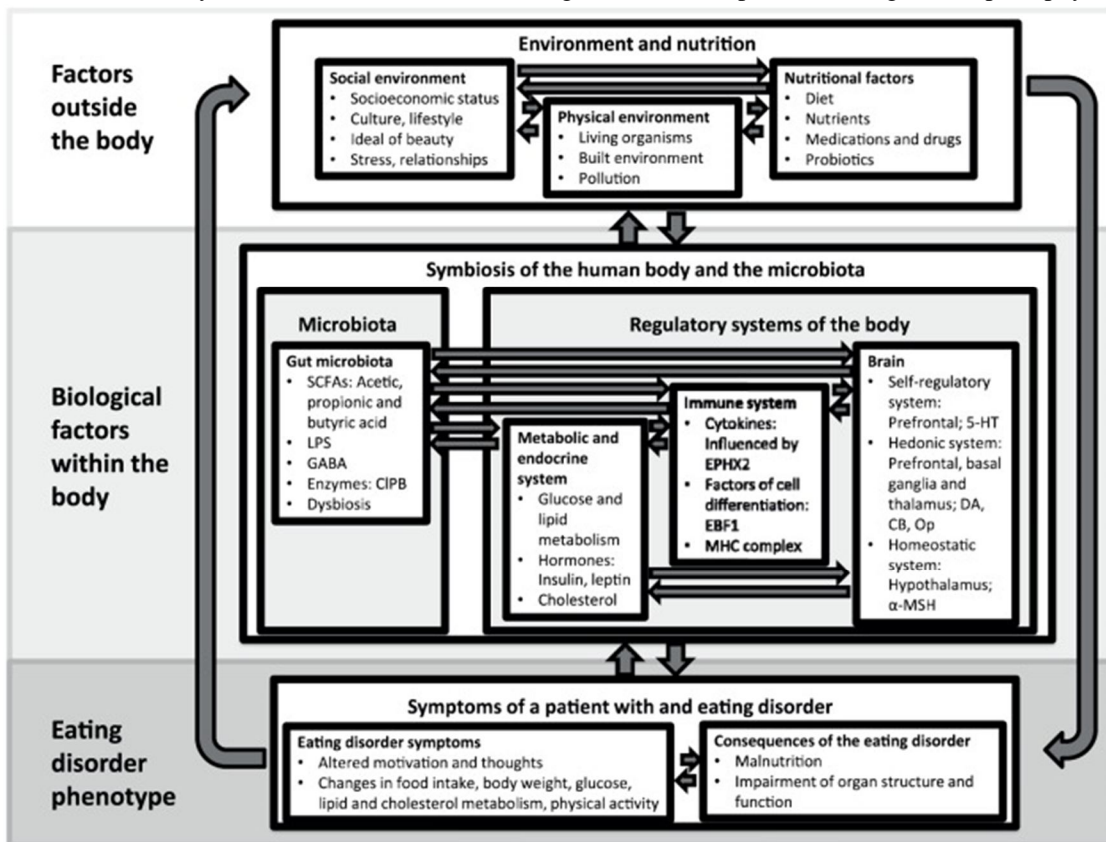 Factors
outside
the body
Environment and nutrition
Social environment
• Socioeconomic status
• Culture, lifestyle
• Ideal of beauty
• Stress, relationships
Physical environment
• Living organisms
• Built environment
• Pollution
Nutritional factors
• Diet
• Nutrients
• Medications and drugs
• Probiotics
Biological
factors
within the
body
Symbiosis of the human body and the microbiota
Microbiota
Gut microbiota
• SCFAs: Acetic,
propionic and
butyric acid
• LPS
• GABA
• Enzymes: ClPB
• Dysbiosis
Regulatory systems of the body
Metabolic and
endocrine
system
• Glucose and
lipid
metabolism
• Hormones:
Insulin, leptin
• Cholesterol
Immune system
• Cytokines:
Influenced by
EPHX2
• Factors of cell
differentiation:
EBF1
• MHC complex
Brain
• Self-regulatory
system:
Prefrontal; 5-HT
• Hedonic system:
Prefrontal, basal
ganglia and
thalamus; DA,
CB, Op
• Homeostatic
system:
Hypothalamus;
α-MSH
Eating
disorder
phenotype
Symptoms of a patient with and eating disorder
Eating disorder symptoms
• Altered motivation and thoughts
• Changes in food intake, body weight, glucose,
lipid and cholesterol metabolism, physical activity
Consequences of the eating disorder
• Malnutrition
• Impairment of organ structure and
function